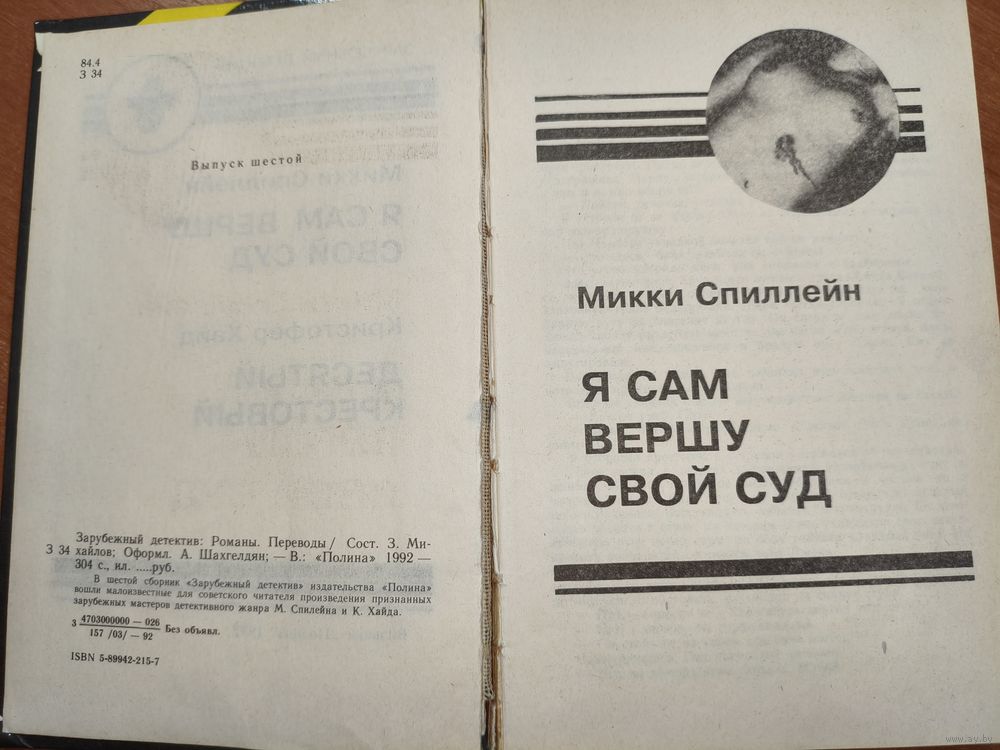 84.4
З 34
Выпуск шестой
Зарубежный детектив: Романы. Переводы / Сост. З. Ми-
З 34 хайлов; Оформл. А. Шахгелдян; — В.: «Полина» 1992 —
304 с., ил. .....руб.
В шестой сборник «Зарубежный детектив» издательства «Полина»
вошли малоизвестные для советского читателя произведения признанных
зарубежных мастеров детективного жанра М. Спилейна и К. Хайда.
З 4703000000 — 026
157 /03/ — 92 Без объявл.
ISBN 5-89942-215-7
Микки Спиллейн
Я САМ
ВЕРШУ
СВОЙ СУД
www.ay.by